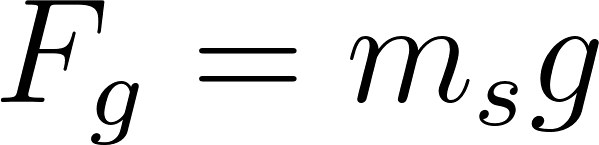 F_g = m_s g